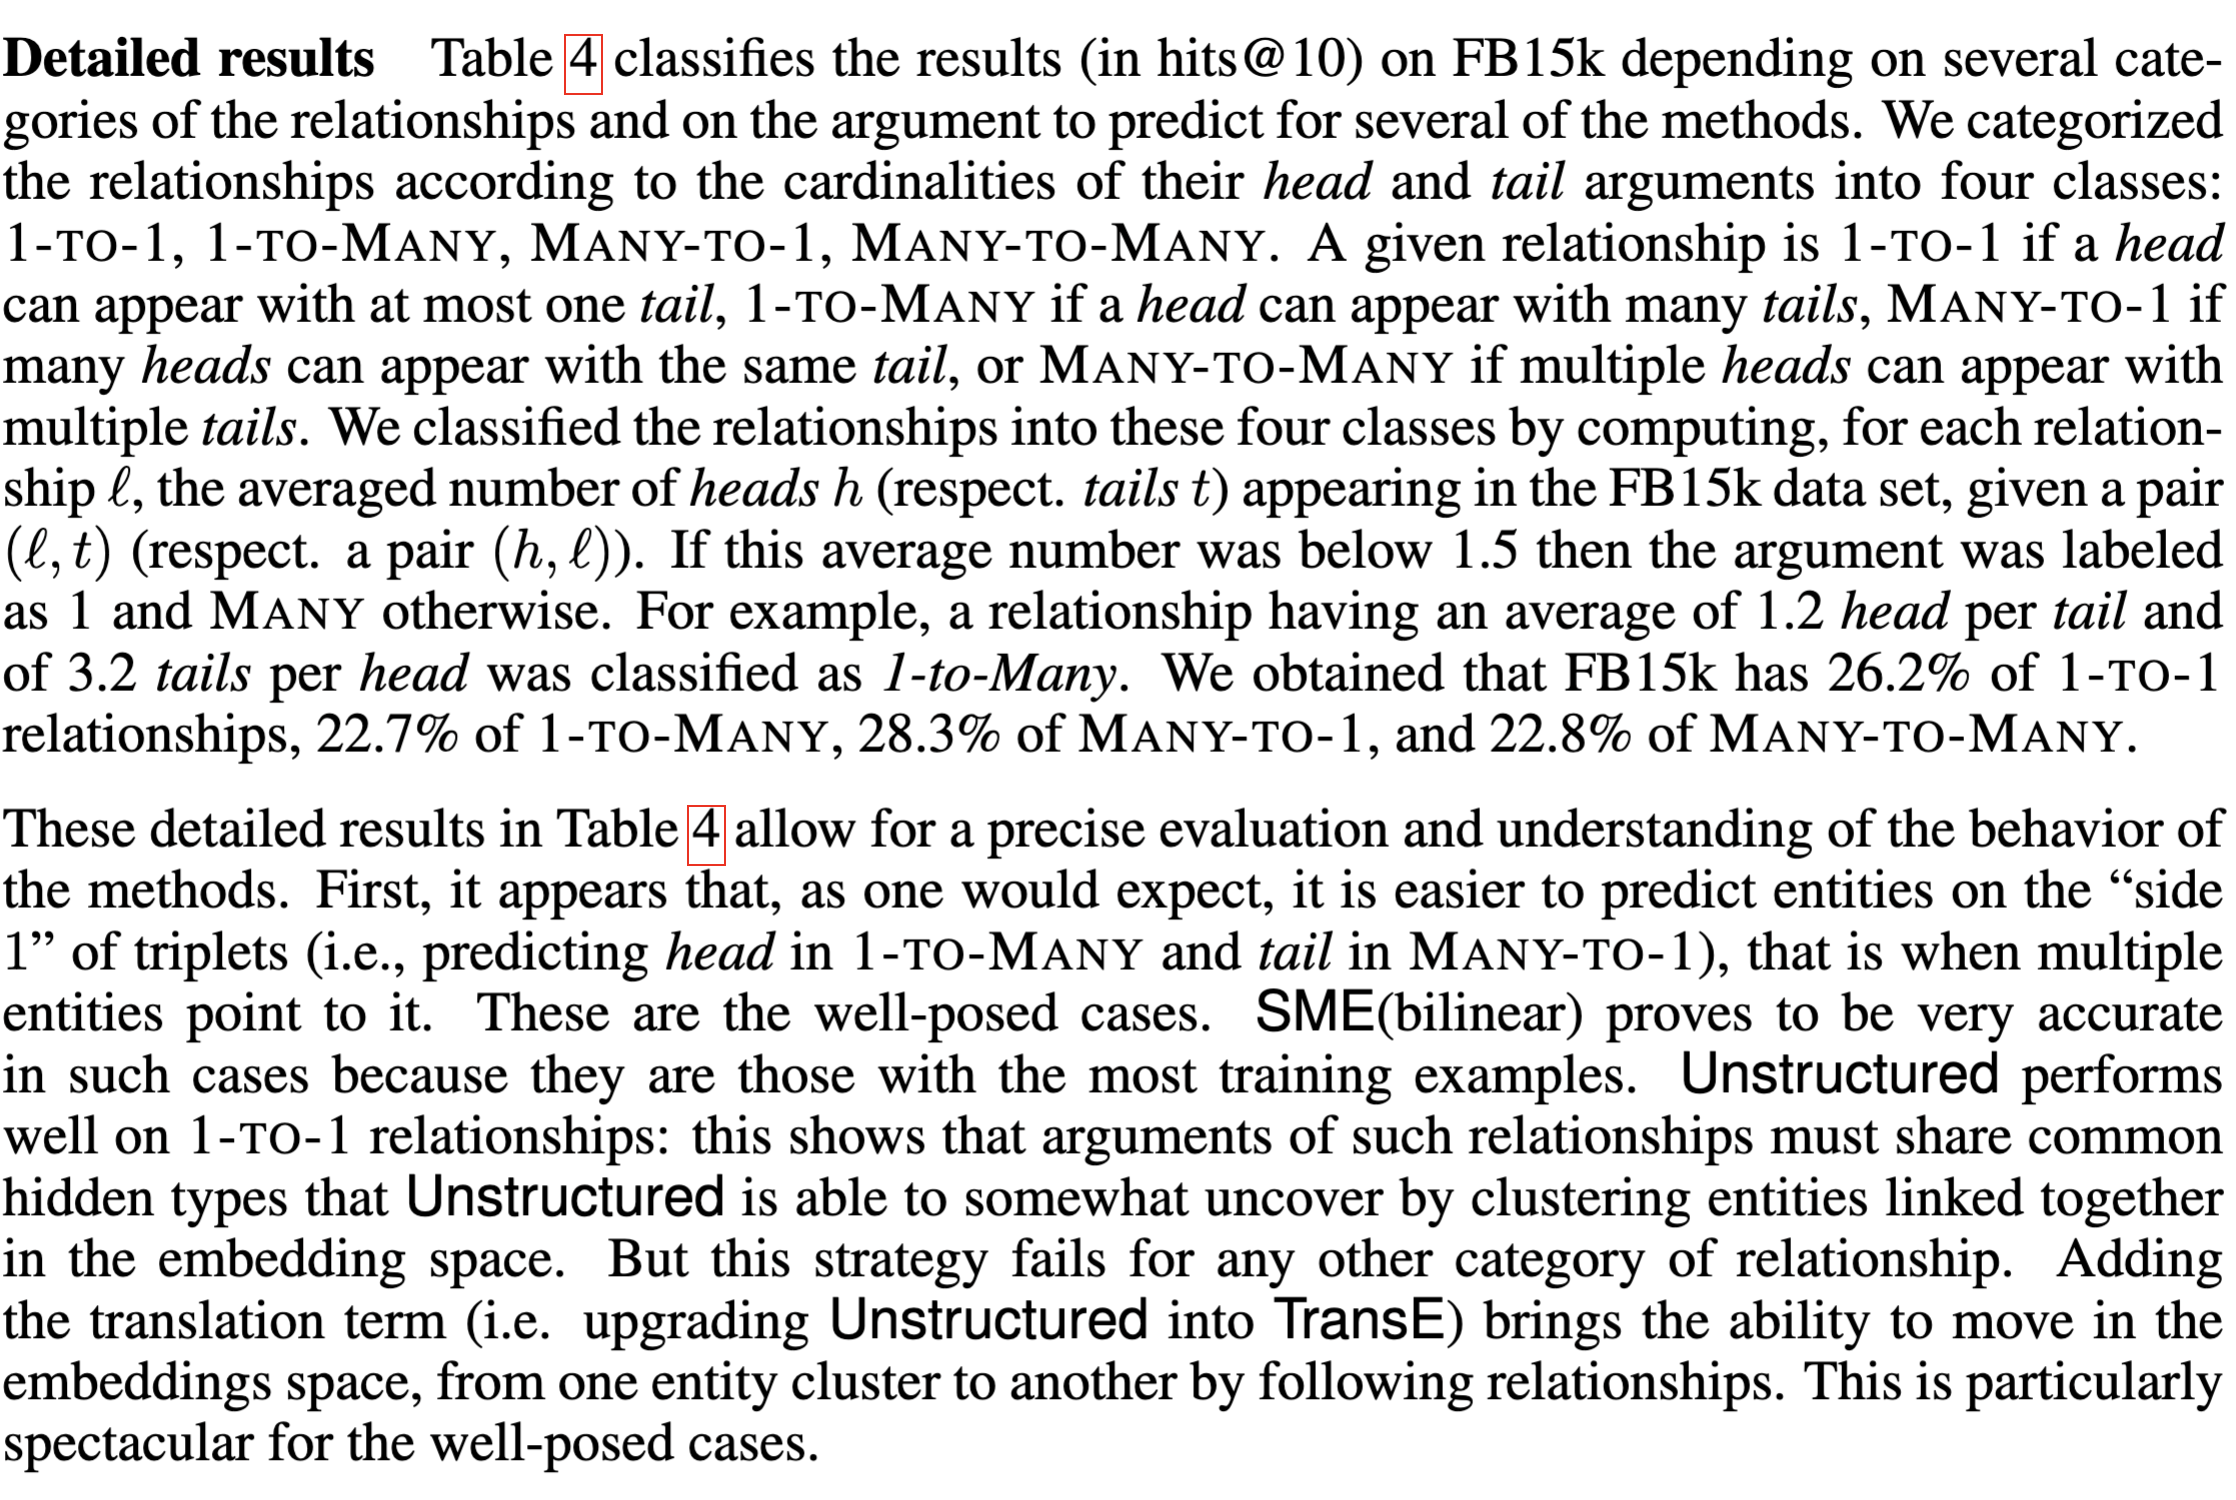 Detailed results Table 4 classifies the results (in hits@10) on FB15k depending on several cate-
gories of the relationships and on the argument to predict for several of the methods. We categorized
the relationships according to the cardinalities of their head and tail arguments into four classes:
1-TO-1, 1-TO-MANY, MANY-TO-1, MANY-TO-MANY. A given relationship is 1-TO-1 if a head
can appear with at most one tail, 1-TO-MANY if a head can appear with many tails, MANY-TO-1 if
many heads can appear with the same tail, or MANY-TO-MANY if multiple heads can appear with
multiple tails. We classified the relationships into these four classes by computing, for each relation-
ship ℓ, the averaged number of heads h (respect. tails t) appearing in the FB15k data set, given a pair
(ℓ, t) (respect. a pair (h, ℓ)). If this average number was below 1.5 then the argument was labeled
as 1 and MANY otherwise. For example, a relationship having an average of 1.2 head per tail and
of 3.2 tails per head was classified as 1-to-Many. We obtained that FB15k has 26.2% of 1-TO-1
relationships, 22.7% of 1-TO-MANY, 28.3% of MANY-TO-1, and 22.8% of MANY-TO-MANY.
These detailed results in Table 4 allow for a precise evaluation and understanding of the behavior of
the methods. First, it appears that, as one would expect, it is easier to predict entities on the “side
1” of triplets (i.e., predicting head in 1-TO-MANY and tail in MANY-TO-1), that is when multiple
entities point to it. These are the well-posed cases. SME(bilinear) proves to be very accurate
in such cases because they are those with the most training examples. Unstructured performs
well on 1-TO-1 relationships: this shows that arguments of such relationships must share common
hidden types that Unstructured is able to somewhat uncover by clustering entities linked together
in the embedding space. But this strategy fails for any other category of relationship. Adding
the translation term (i.e. upgrading Unstructured into TransE) brings the ability to move in the
embeddings space, from one entity cluster to another by following relationships. This is particularly
spectacular for the well-posed cases.